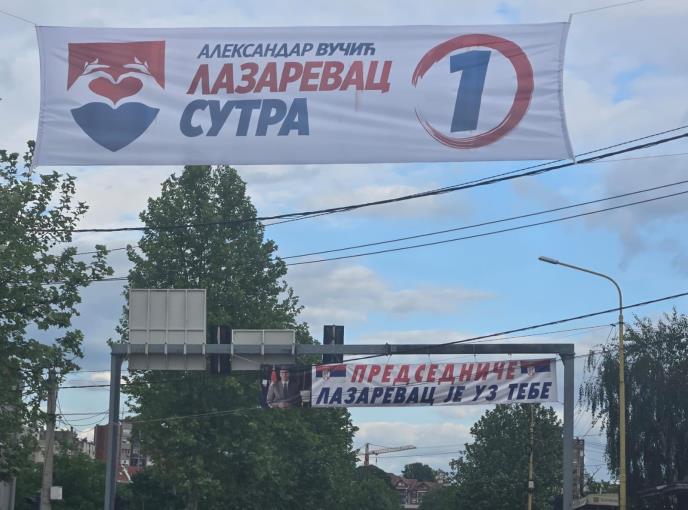 АЛЕКСАНДАР ВУЧИЋ
ЛАЗАРЕВАЦ
СУТРА
1
ПРЕДСЕДНИЧЕ
ЛАЗАРЕВАЦ ЈЕ УЗ ТЕБЕ